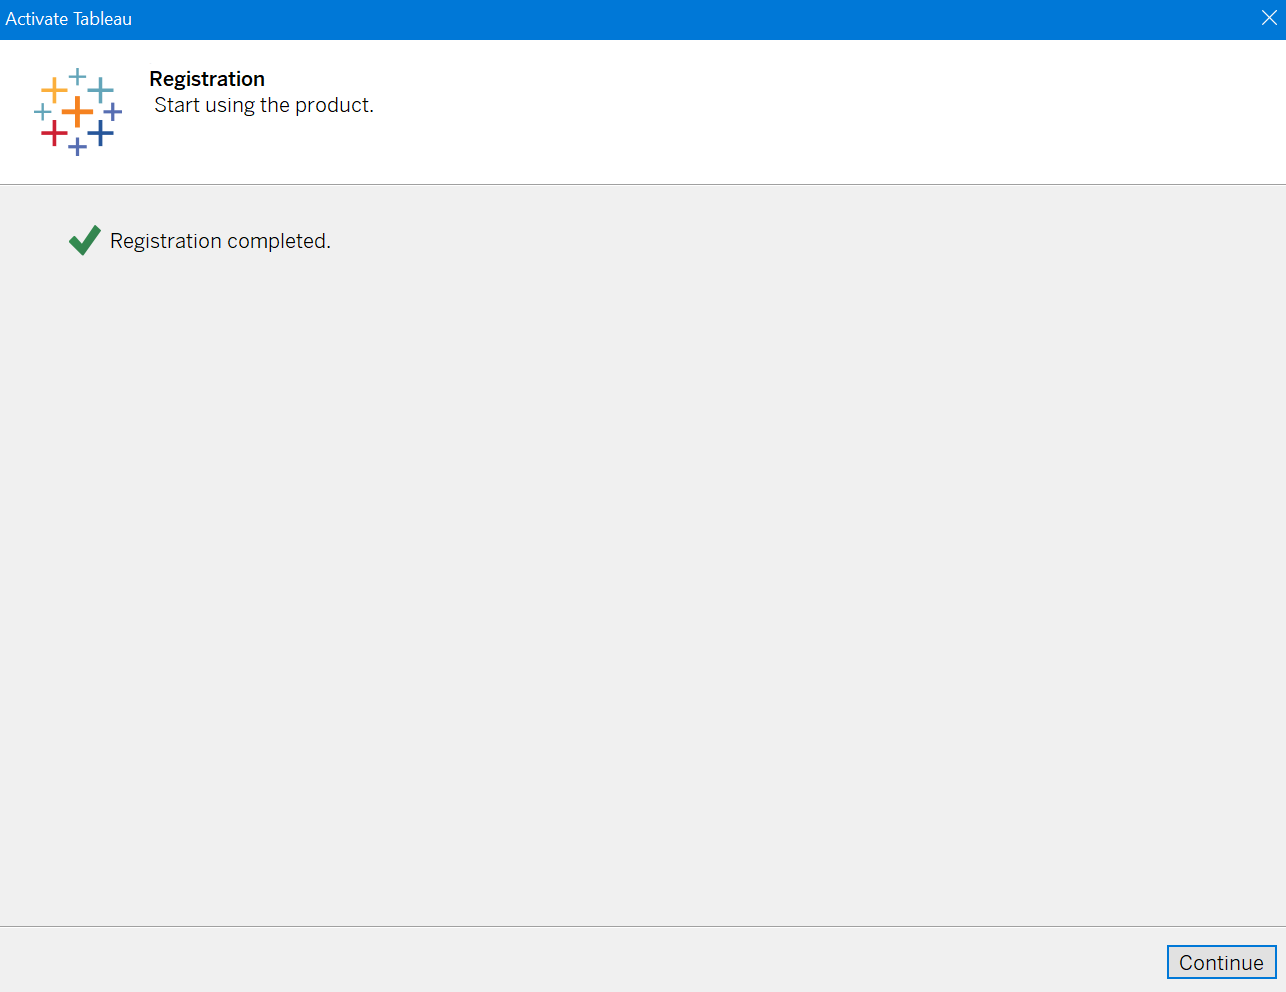 Activate Tableau
Registration
Start using the product.
Registration completed.
Continue